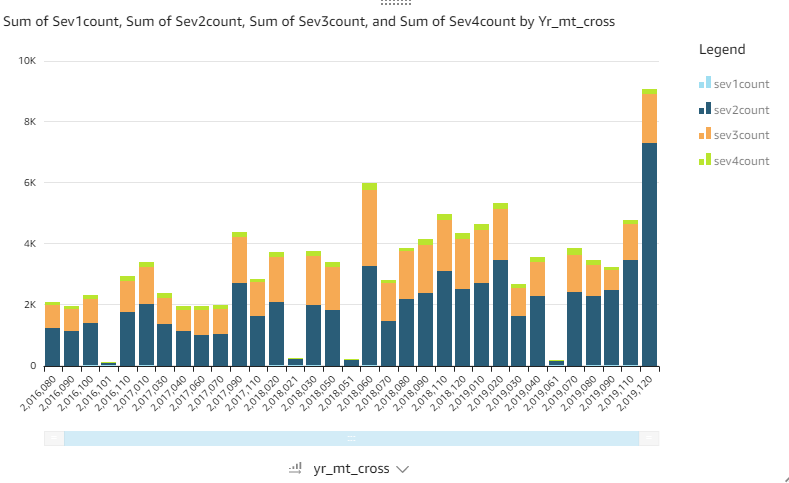 Sum of Sev1count, Sum of Sev2count, Sum of Sev3count, and Sum of Sev4count by Yr_mt_cross
Legend
sev1count
sev2count
sev3count
sev4count
10K
8K
6K
4K
2K
0
2,016,080
2,016,090
2,016,100
2,016,101
2,016,110
2,017,010
2,017,030
2,017,040
2,017,060
2,017,070
2,017,090
2,017,110
2,018,020
2,018,021
2,018,030
2,018,050
2,018,051
2,018,060
2,018,070
2,018,080
2,018,090
2,018,110
2,018,120
2,019,010
2,019,020
2,019,030
2,019,040
2,019,061
2,019,070
2,019,080
2,019,090
2,019,110
2,019,120
yr_mt_cross